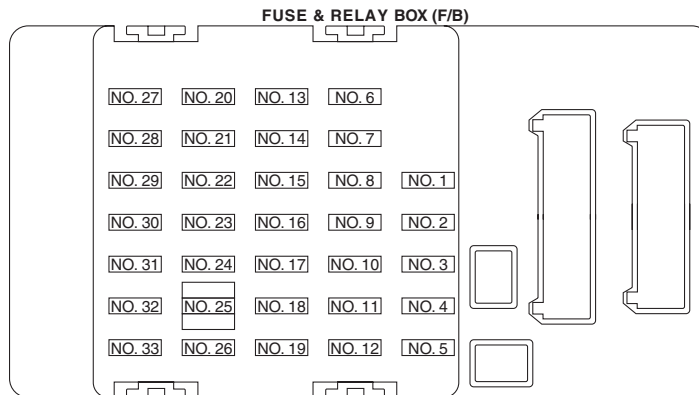 FUSE & RELAY BOX (F/B)
NO. 27 NO. 20 NO. 13 NO. 6
NO. 28 NO. 21 NO. 14 NO. 7
NO. 29 NO. 22 NO. 15 NO. 8 NO. 1
NO. 30 NO. 23 NO. 16 NO. 9 NO. 2
NO. 31 NO. 24 NO. 17 NO. 10 NO. 3
NO. 32 NO. 25 NO. 18 NO. 11 NO. 4
NO. 33 NO. 26 NO. 19 NO. 12 NO. 5